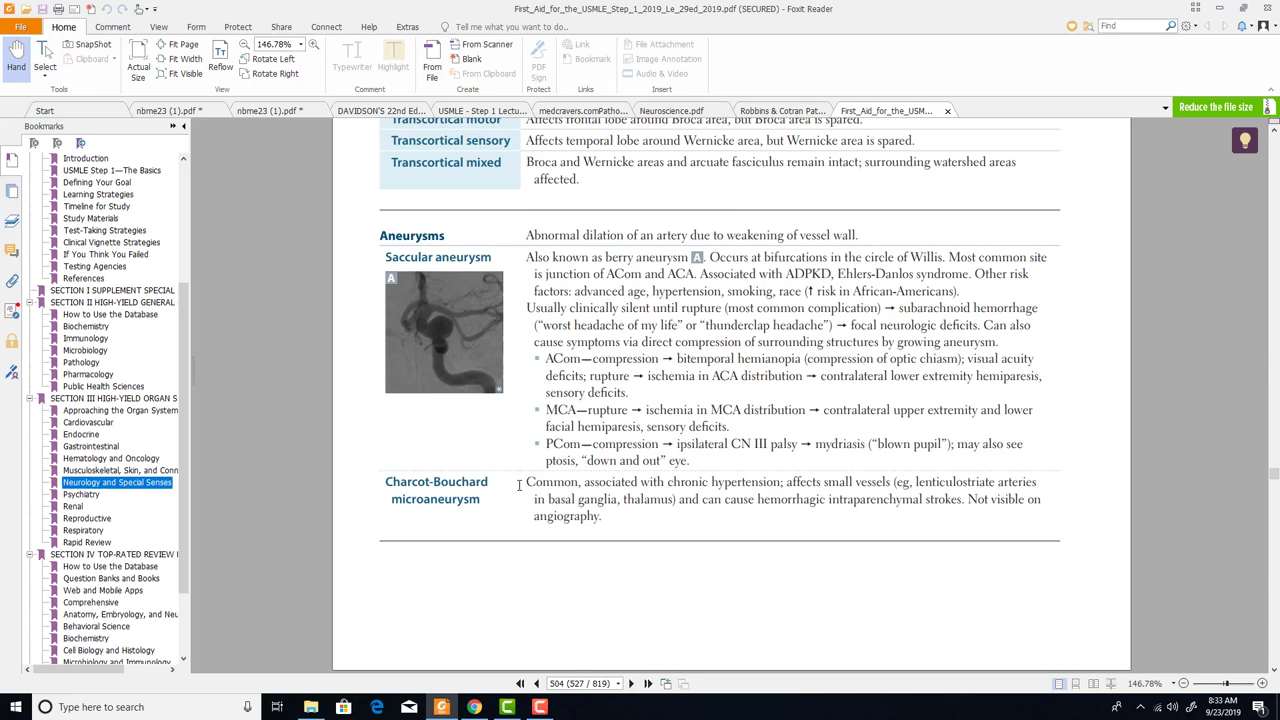 First_Aid_for_the_USMLE_Step_1_2019_Le_29ed_2019.pdf (SECURED) - Foxit Reader
File Home Comment View Form Protect Share Connect Help Extras Tell me what you want to do... Find
Hand Select SnapShot Clipboard Actual Size Fit Page Fit Width Fit Visible Reflow 146.78% Rotate Left Rotate Right Typewriter Highlight From File From Scanner Blank From Clipboard PDF Sign Link Bookmark File Attachment Image Annotation Audio & Video
Tools View Comment Create Protect Links Insert
Start nbme23 (1).pdf * nbme23 (1).pdf * DAVIDSON'S 22nd Ed... USMLE - Step 1 Lectu... medcravers.comPatho... Neuroscience.pdf Robbins & Cotran Pat... First_Aid_for_the_US... Reduce the file size
Bookmarks
Introduction
USMLE Step 1—The Basics
Defining Your Goal
Learning Strategies
Timeline for Study
Study Materials
Test-Taking Strategies
Clinical Vignette Strategies
If You Think You Failed
Testing Agencies
References
SECTION I SUPPLEMENT SPECIAL
SECTION II HIGH-YIELD GENERAL
How to Use the Database
Biochemistry
Immunology
Microbiology
Pathology
Pharmacology
Public Health Sciences
SECTION III HIGH-YIELD ORGAN S
Approaching the Organ System
Cardiovascular
Endocrine
Gastrointestinal
Hematology and Oncology
Musculoskeletal, Skin, and Conn
Neurology and Special Senses
Psychiatry
Renal
Reproductive
Respiratory
Rapid Review
SECTION IV TOP-RATED REVIEW
How to Use the Database
Question Banks and Books
Web and Mobile Apps
Comprehensive
Anatomy, Embryology, and Neu
Behavioral Science
Biochemistry
Cell Biology and Histology
Microbiology and Immunology
Transcortical motor Affects frontal lobe around Broca area, but Broca area is spared.
Transcortical sensory Affects temporal lobe around Wernicke area, but Wernicke area is spared.
Transcortical mixed Broca and Wernicke areas and arcuate fasciculus remain intact; surrounding watershed areas
affected.
Aneurysms Abnormal dilation of an artery due to weakening of vessel wall.
Saccular aneurysm Also known as berry aneurysm A. Occurs at bifurcations in the circle of Willis. Most common site
A
is junction of ACom and ACA. Associated with ADPKD, Ehlers-Danlos syndrome. Other risk
factors: advanced age, hypertension, smoking, race (↑ risk in African-Americans).
Usually clinically silent until rupture (most common complication) → subarachnoid hemorrhage
(“worst headache of my life” or “thunderclap headache”) → focal neurologic deficits. Can also
cause symptoms via direct compression of surrounding structures by growing aneurysm.
▪ ACom—compression → bitemporal hemianopia (compression of optic chiasm); visual acuity
deficits; rupture → ischemia in ACA distribution → contralateral lower extremity hemiparesis,
sensory deficits.
▪ MCA—rupture → ischemia in MCA distribution → contralateral upper extremity and lower
facial hemiparesis, sensory deficits.
▪ PCom—compression → ipsilateral CN III palsy → mydriasis (“blown pupil”); may also see
ptosis, “down and out” eye.
Charcot-Bouchard Common, associated with chronic hypertension; affects small vessels (eg, lenticulostriate arteries
microaneurysm in basal ganglia, thalamus) and can cause hemorrhagic intraparenchymal strokes. Not visible on
angiography.
504 (527 / 819) 146.78%
Type here to search 8:33 AM
9/23/2019